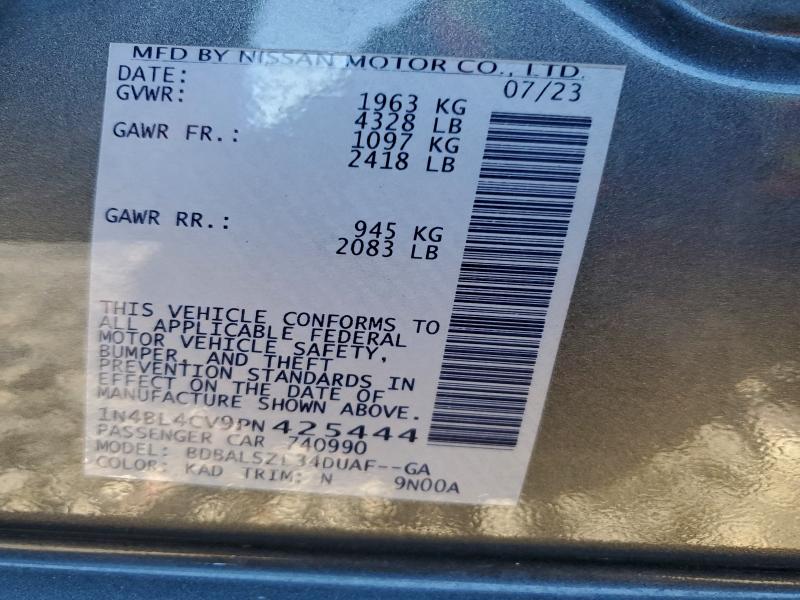 MFD BY NISSAN MOTOR CO., LTD.
DATE: 07/23
GVWR: 1963 KG
4328 LB
GAWR FR.: 1097 KG
2418 LB
GAWR RR.: 945 KG
2083 LB
THIS VEHICLE CONFORMS TO
ALL APPLICABLE FEDERAL
MOTOR VEHICLE SAFETY,
BUMPER, AND THEFT
PREVENTION STANDARDS IN
EFFECT ON THE DATE OF
MANUFACTURE SHOWN ABOVE.
1N4BL4CV9PN425444
PASSENGER CAR 740990
MODEL: BDBALSZL34DUAF--GA
COLOR: KAD TRIM: N 9N00A